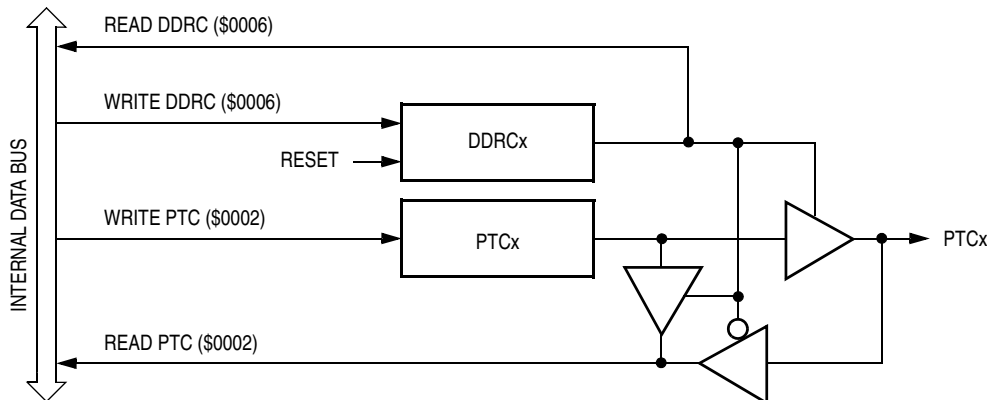 READ DDRC ($0006)
WRITE DDRC ($0006)
DDRCx
RESET
INTERNAL DATA BUS
WRITE PTC ($0002)
PTCx
PTCx
READ PTC ($0002)